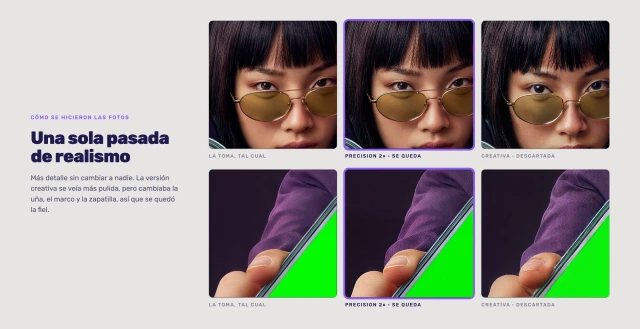 CÓMO SE HICIERON LAS FOTOS
Una sola pasada
de realismo
Más detalle sin cambiar a nadie. La versión
creativa se veía más pulida, pero cambiaba la
uña, el marco y la zapatilla, así que se quedó
la fiel.
LA TOMA, TAL CUAL
PRECISION 2× · SE QUEDA
CREATIVA · DESCARTADA
LA TOMA, TAL CUAL
PRECISION 2× · SE QUEDA
CREATIVA · DESCARTADA